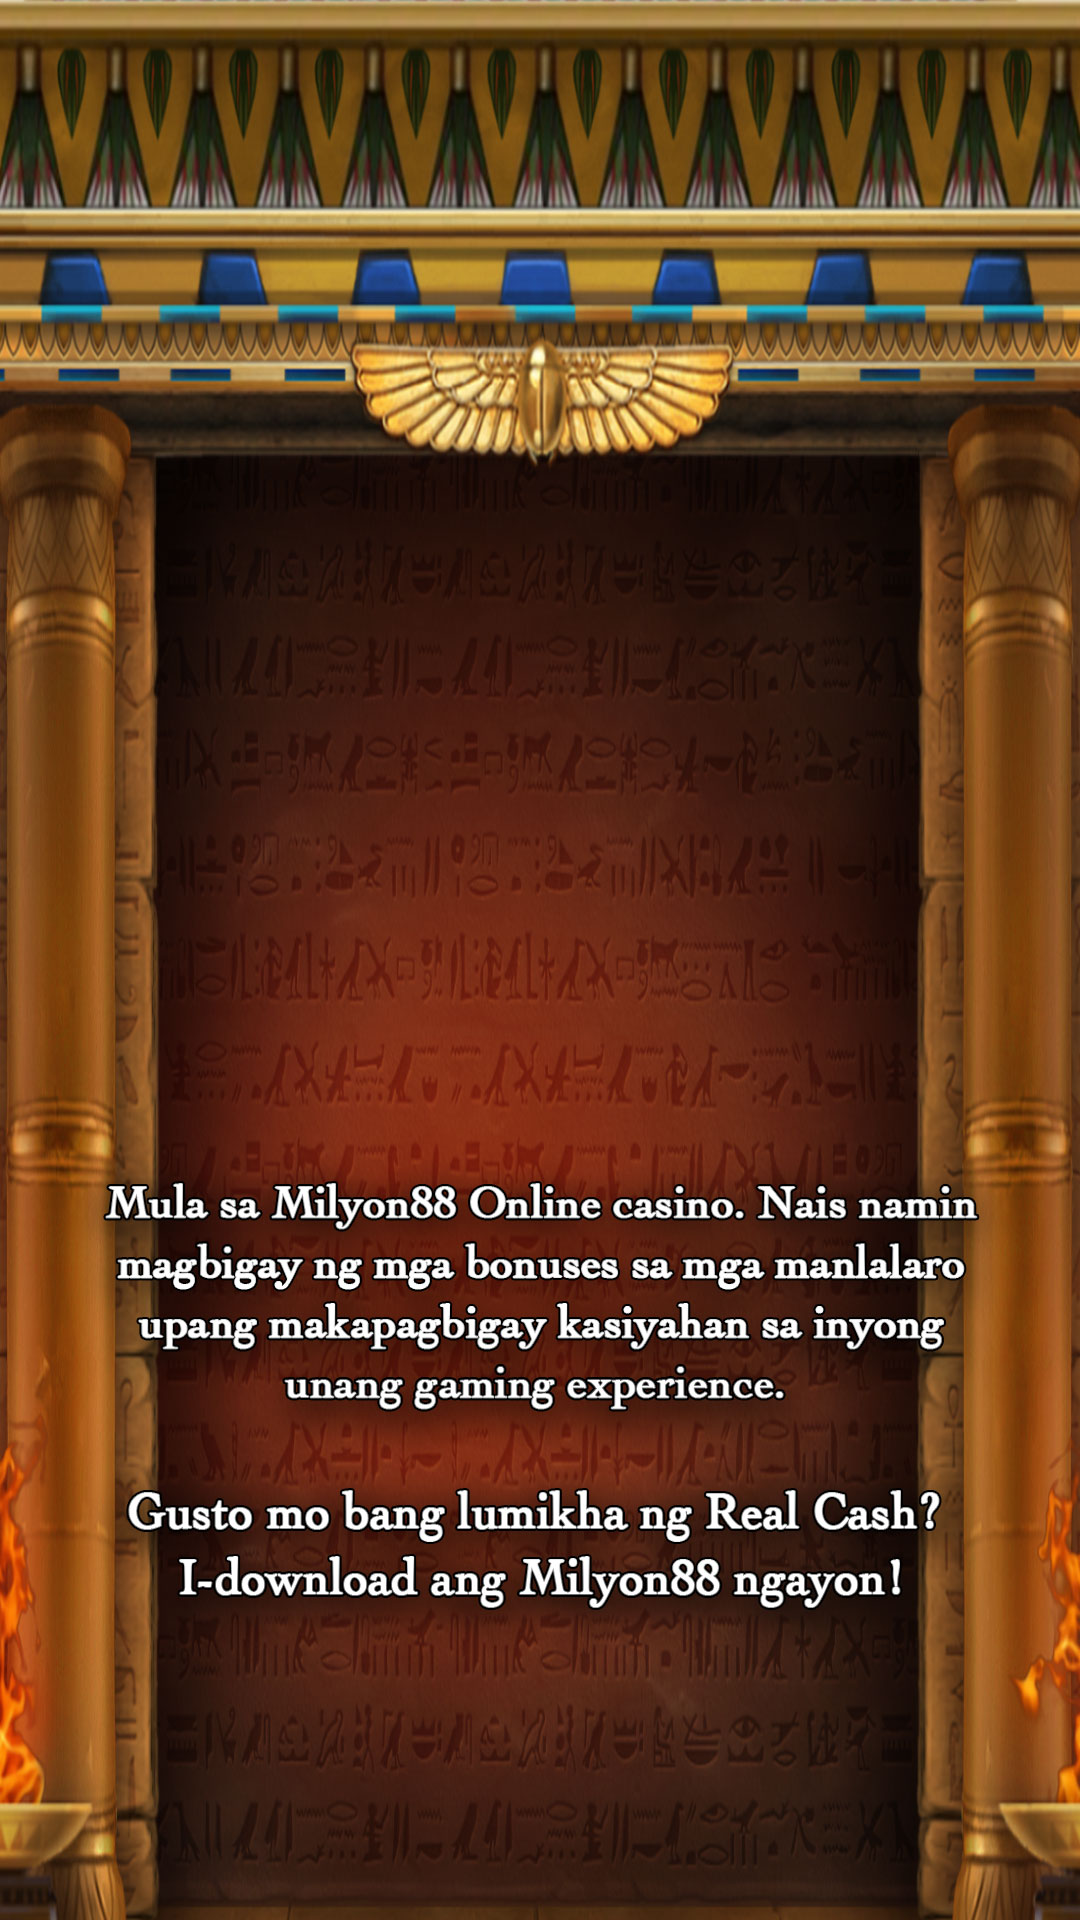 Mula sa Milyon88 Online casino. Nais namin
magbigay ng mga bonuses sa mga manlalaro
upang makapagbigay kasiyahan sa inyong
unang gaming experience.
Gusto mo bang lumikha ng Real Cash?
I-download ang Milyon88 ngayon!